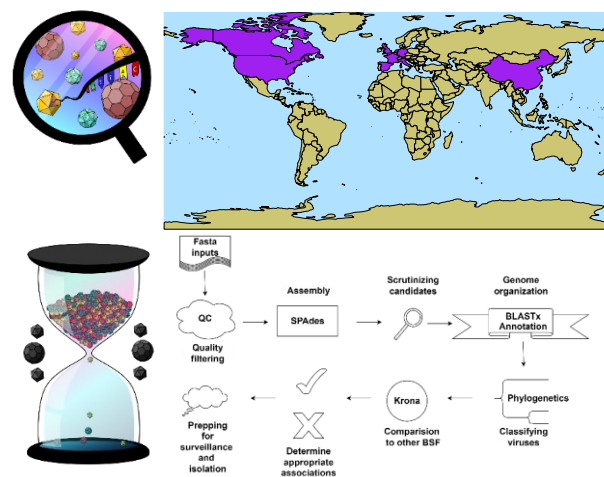 Fasta
inputs
QC
Quality
filtering
Assembly
SPAdes
Scrutinizing
candidates
Genome
organization
BLASTx
Annotation
Phylogenetics
Classifying
viruses
Krona
Comparision
to other BSF
Determine
appropriate
associations
Prepping
for
surveillance
and
isolation